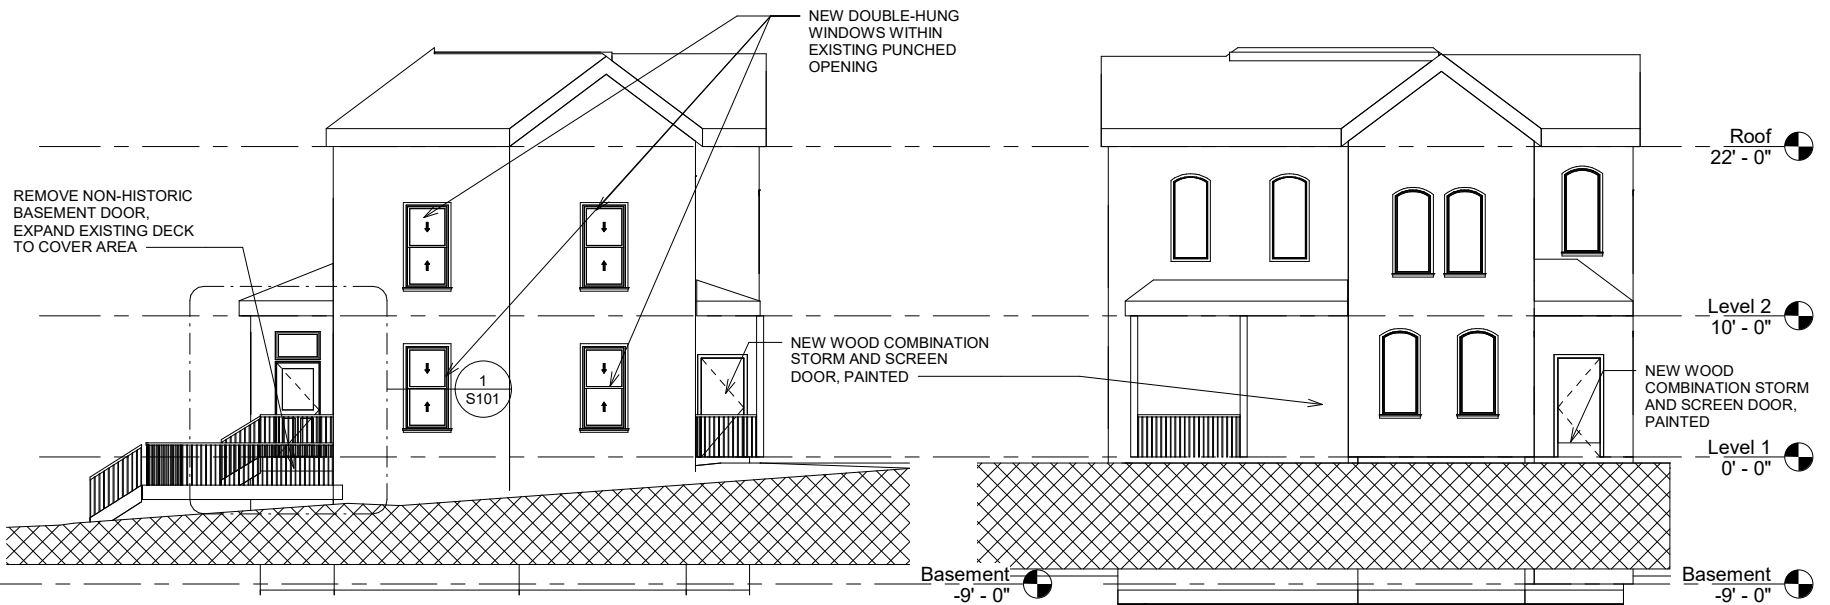 NEW DOUBLE-HUNG
WINDOWS WITHIN
EXISTING PUNCHED
OPENING
REMOVE NON-HISTORIC
BASEMENT DOOR,
EXPAND EXISTING DECK
TO COVER AREA
1
S101
NEW WOOD COMBINATION
STORM AND SCREEN
DOOR, PAINTED
NEW WOOD
COMBINATION STORM
AND SCREEN DOOR,
PAINTED
Roof
22' - 0"
Level 2
10' - 0"
Level 1
0' - 0"
Basement
-9' - 0"
Basement
-9' - 0"